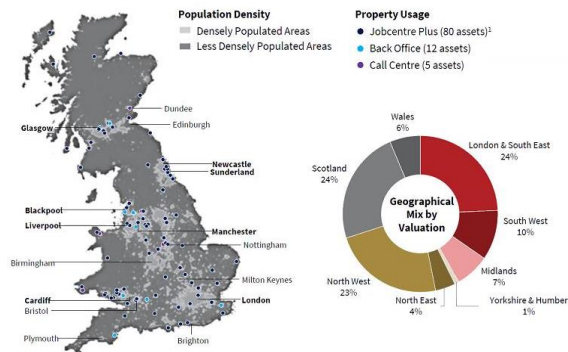 Population Density
Densely Populated Areas
Less Densely Populated Areas
Property Usage
Jobcentre Plus (80 assets)¹
Back Office (12 assets)
Call Centre (5 assets)
Dundee
Edinburgh
Glasgow
Newcastle
Sunderland
Blackpool
Liverpool
Manchester
Nottingham
Birmingham
Milton Keynes
Cardiff
London
Bristol
Plymouth
Brighton
Geographical
Mix by
Valuation
Wales
6%
London & South East
24%
Scotland
24%
South West
10%
Midlands
7%
North West
23%
North East
4%
Yorkshire & Humber
1%